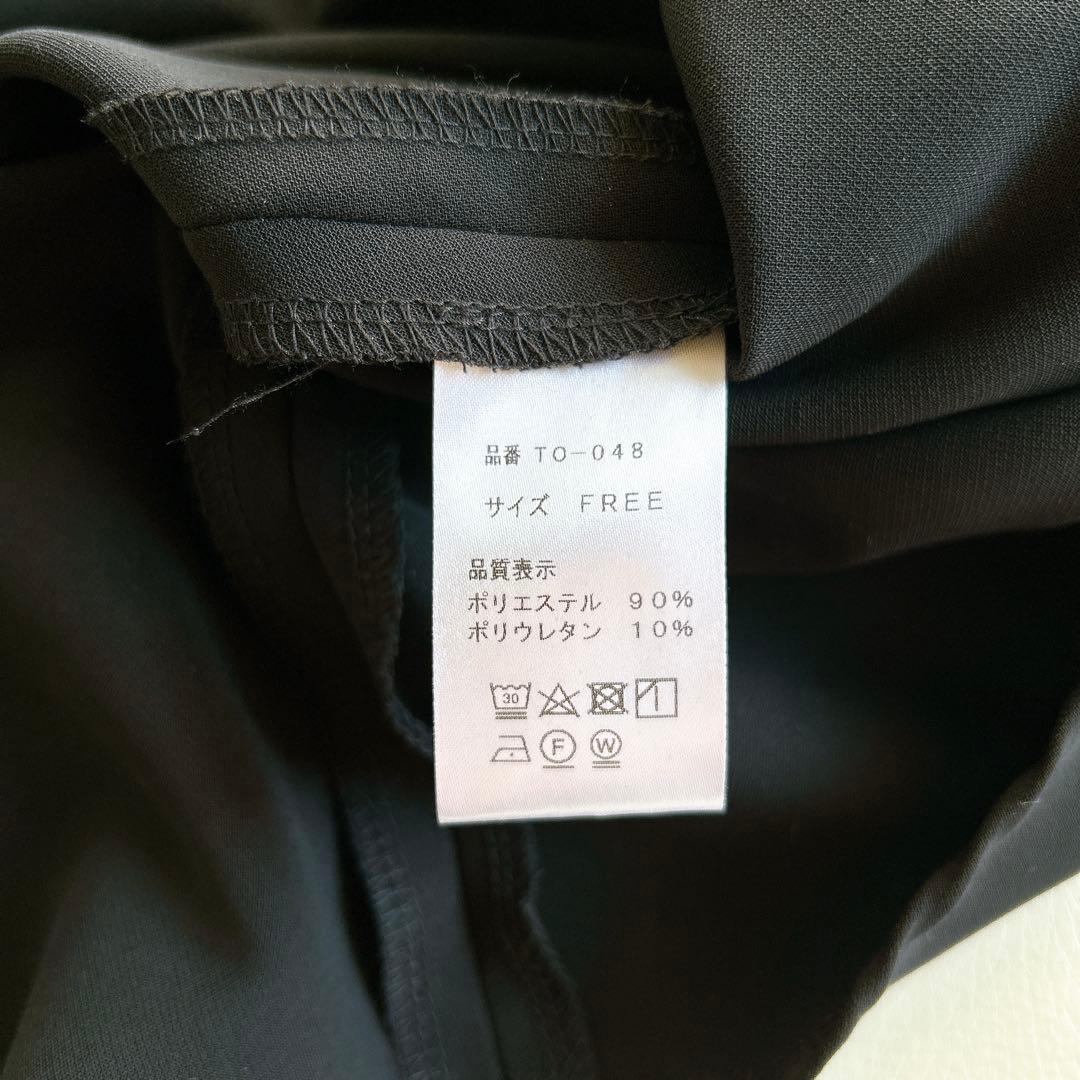 品番 TO-048
サイズ FREE
品質表示
ポリエステル 90%
ポリウレタン 10%
30
F W